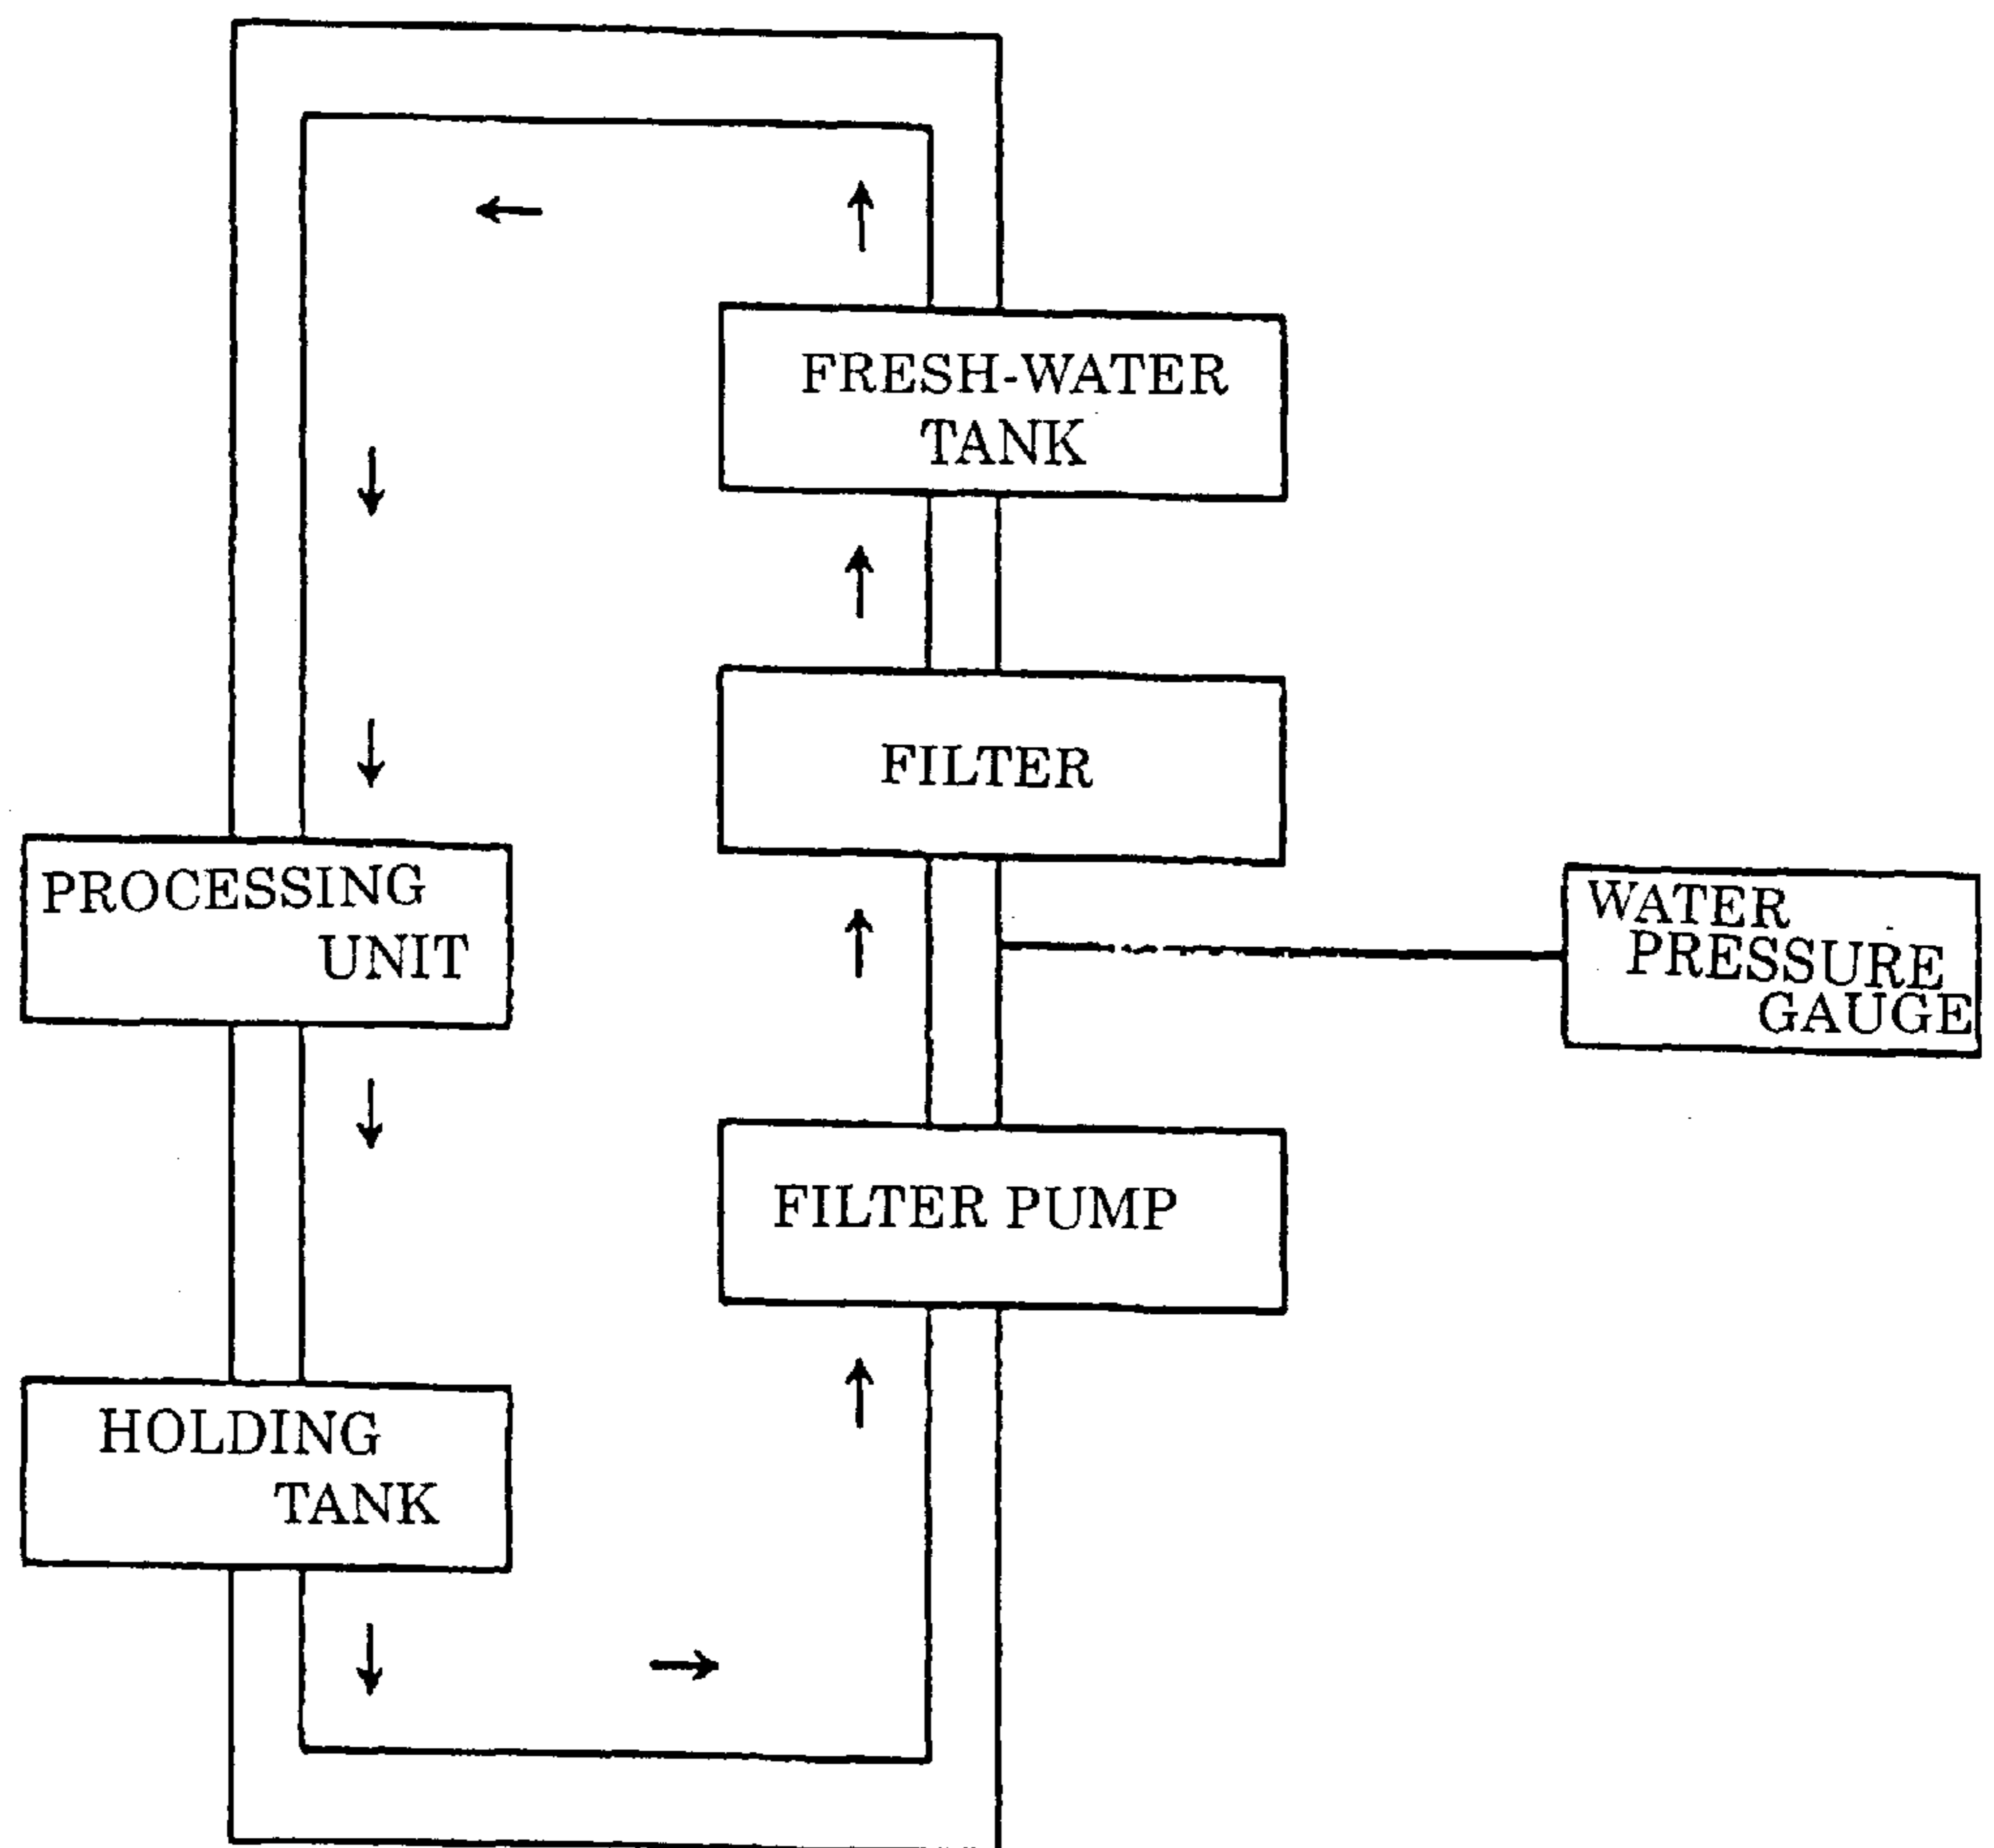 FRESH-WATER
TANK
FILTER
PROCESSING
UNIT
WATER
PRESSURE
GAUGE
FILTER PUMP
HOLDING
TANK